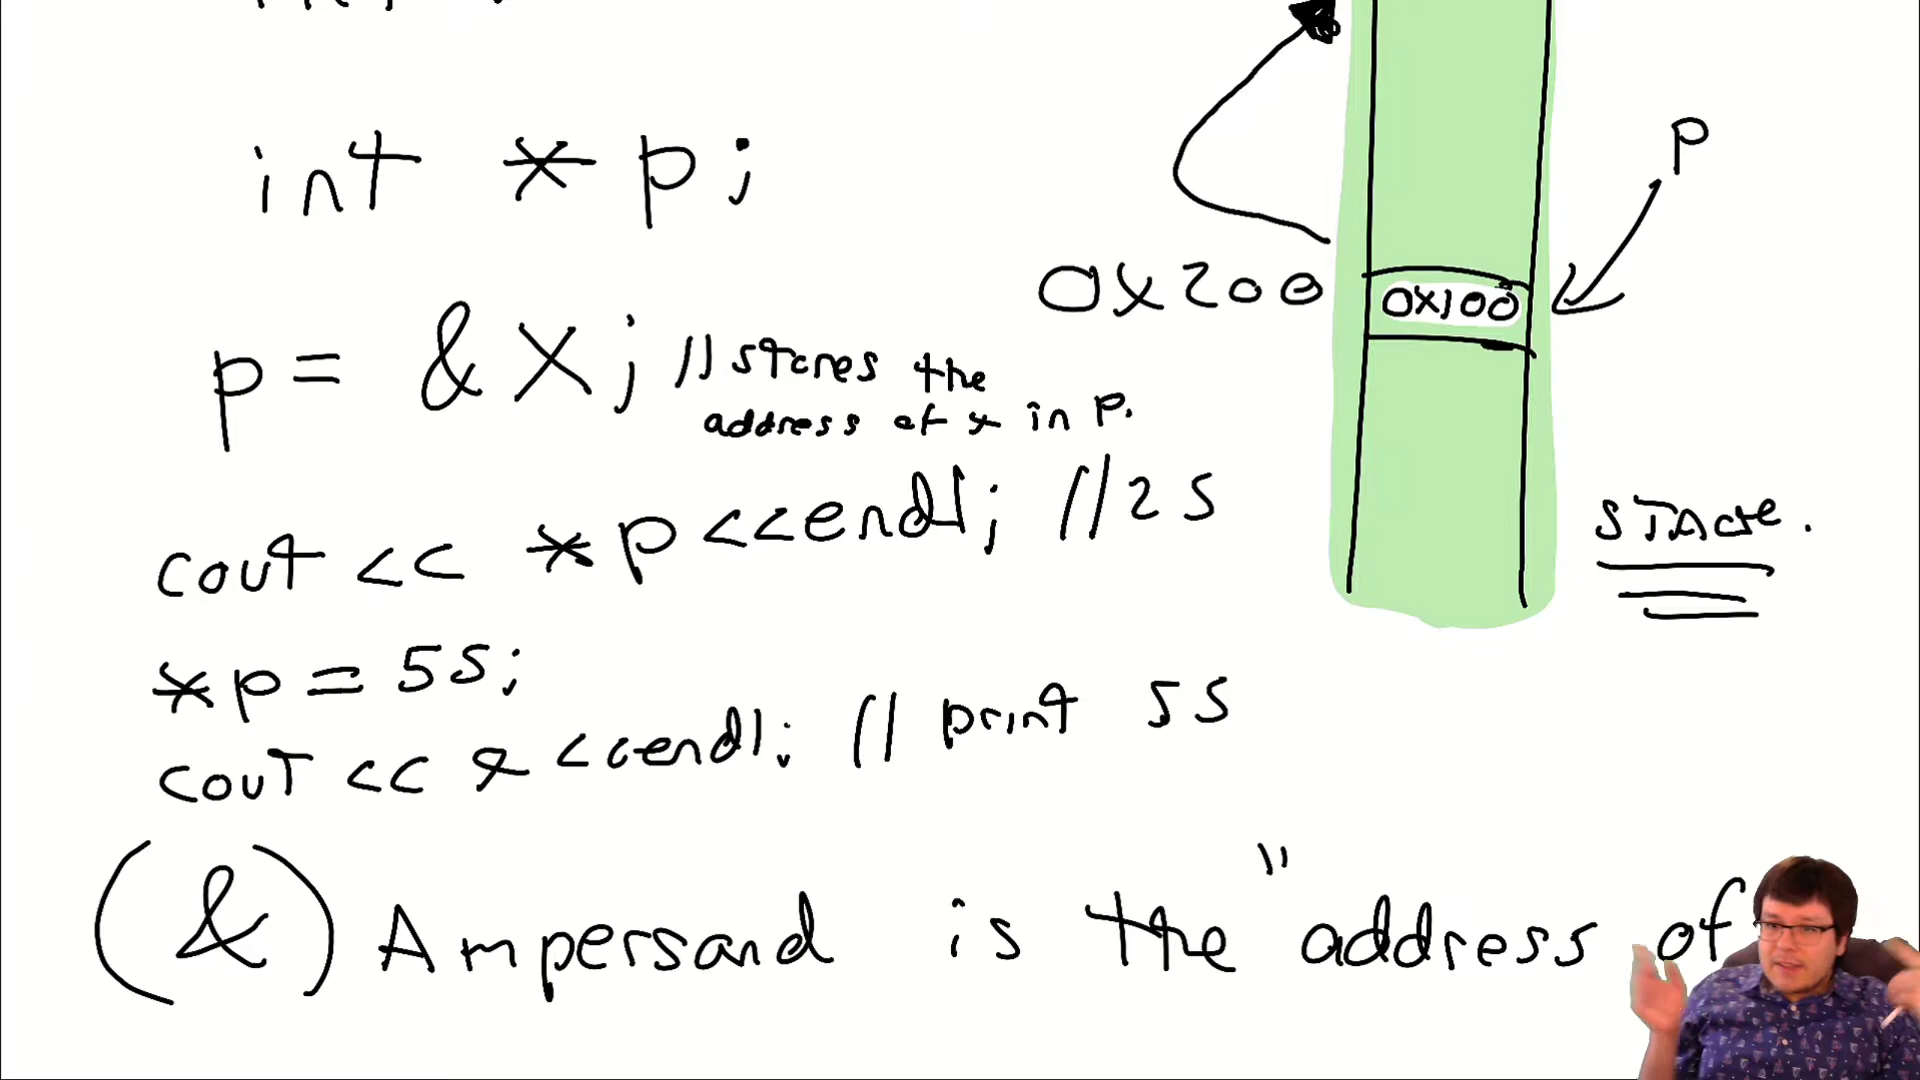 int * p;
p = & x; // stores the
address of x in p.
cout << *p <<endl; // 25
*p = 55;
cout << x <<endl; // print 55
(&) Ampersand is the "address of
P
0x200
0x100
STACK.